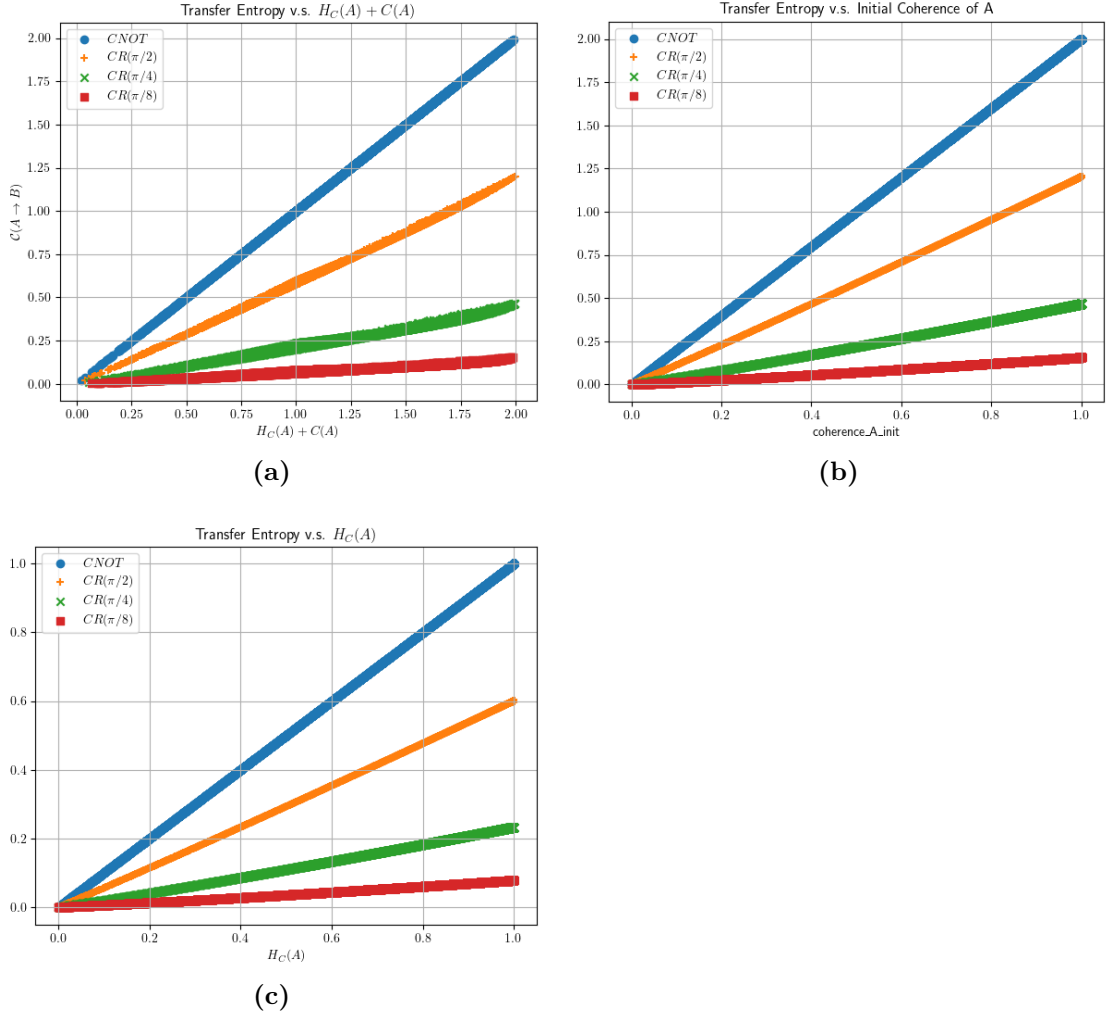 Transfer Entropy v.s. $H_C(A) + C(A)$
CNOT
CR(π/2)
CR(π/4)
CR(π/8)
2.00
1.75
1.50
1.25
1.00
0.75
0.50
0.25
0.00
$\mathcal{C}(A \to B)$
0.00 0.25 0.50 0.75 1.00 1.25 1.50 1.75 2.00
$H_C(A) + C(A)$
(a)
Transfer Entropy v.s. Initial Coherence of A
CNOT
CR(π/2)
CR(π/4)
CR(π/8)
2.00
1.75
1.50
1.25
1.00
0.75
0.50
0.25
0.00
0.0 0.2 0.4 0.6 0.8 1.0
coherence_A_init
(b)
Transfer Entropy v.s. $H_C(A)$
CNOT
CR(π/2)
CR(π/4)
CR(π/8)
1.0
0.8
0.6
0.4
0.2
0.0
0.0 0.2 0.4 0.6 0.8 1.0
$H_C(A)$
(c)